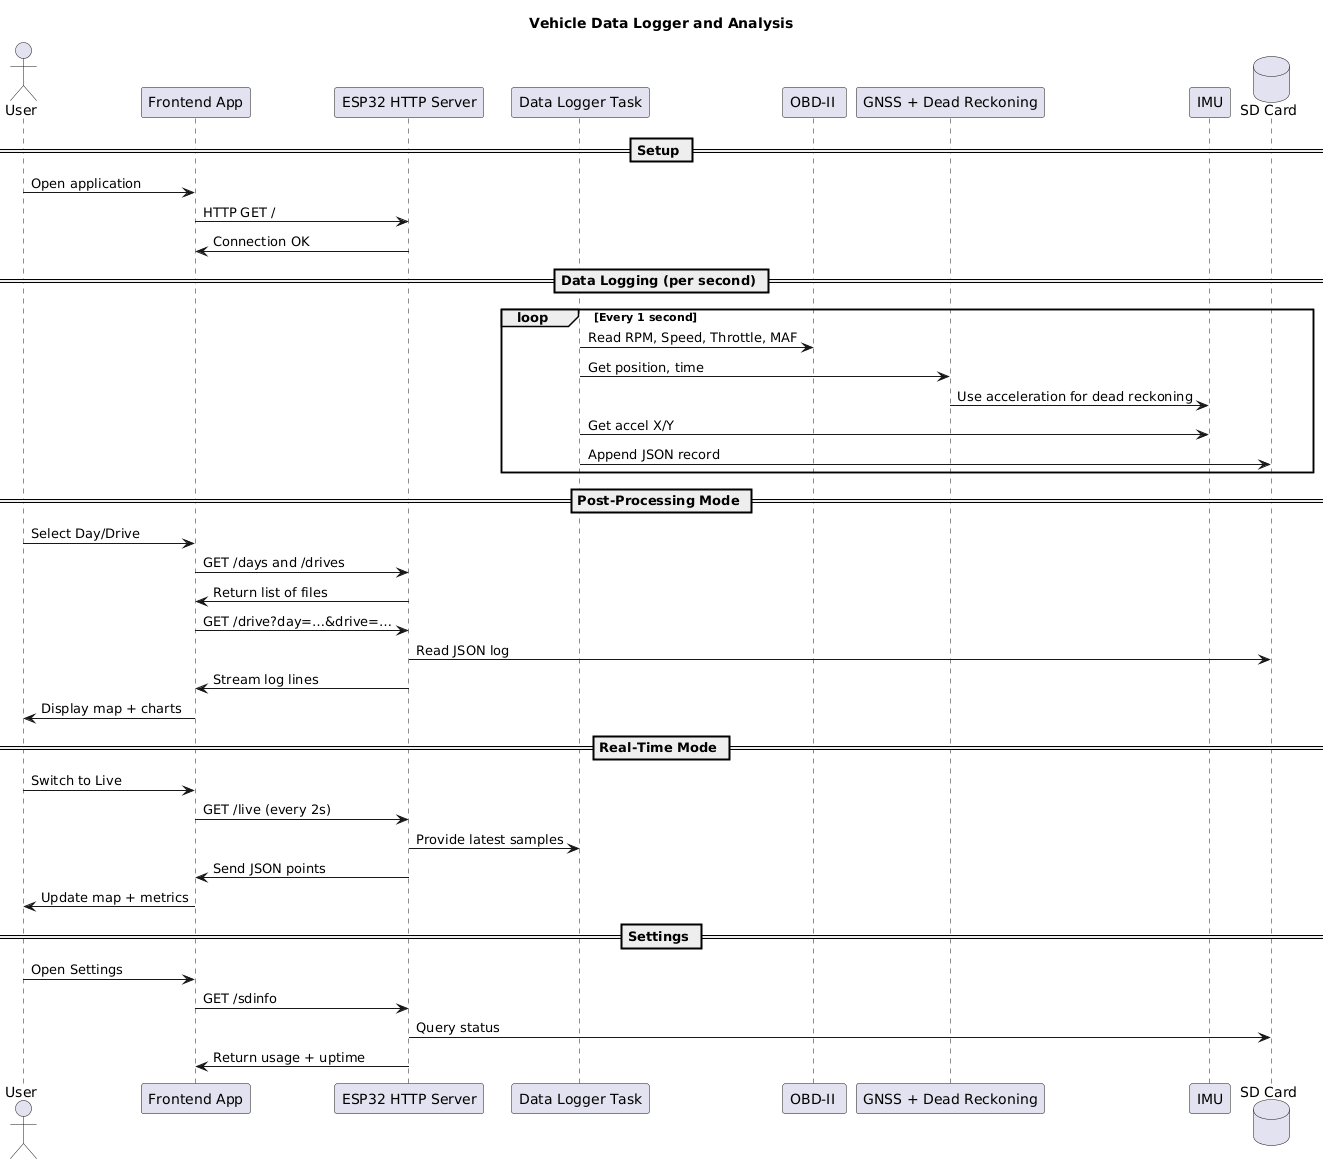 Vehicle Data Logger and Analysis
User
Frontend App
ESP32 HTTP Server
Data Logger Task
OBD-II
GNSS + Dead Reckoning
IMU
SD Card
Setup
Open application
HTTP GET /
Connection OK
Data Logging (per second)
loop [Every 1 second]
Read RPM, Speed, Throttle, MAF
Get position, time
Use acceleration for dead reckoning
Get accel X/Y
Append JSON record
Post-Processing Mode
Select Day/Drive
GET /days and /drives
Return list of files
GET /drive?day=...&drive=...
Read JSON log
Stream log lines
Display map + charts
Real-Time Mode
Switch to Live
GET /live (every 2s)
Provide latest samples
Send JSON points
Update map + metrics
Settings
Open Settings
GET /sdinfo
Query status
Return usage + uptime
User
Frontend App
ESP32 HTTP Server
Data Logger Task
OBD-II
GNSS + Dead Reckoning
IMU
SD Card